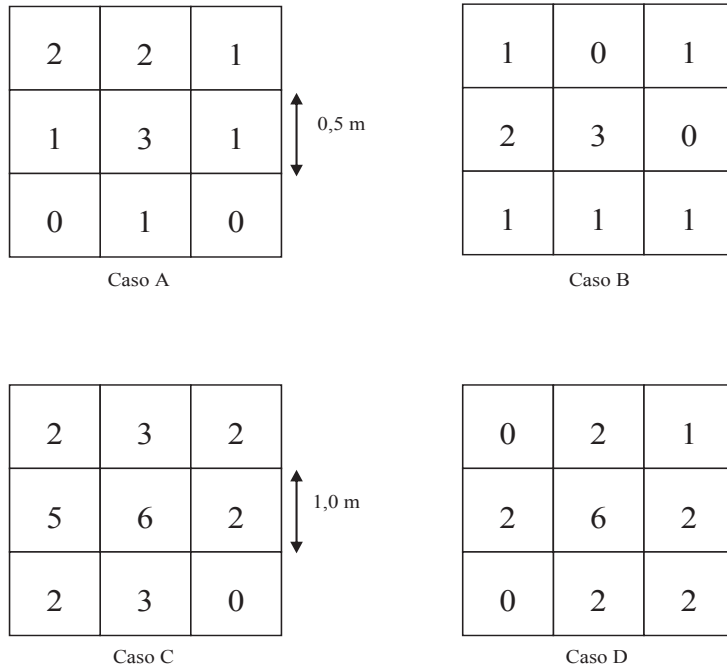 2 2 1
1 3 1
0,5 m
0 1 0
Caso A
1 0 1
2 3 0
1 1 1
Caso B
2 3 2
5 6 2
1,0 m
2 3 0
Caso C
0 2 1
2 6 2
0 2 2
Caso D